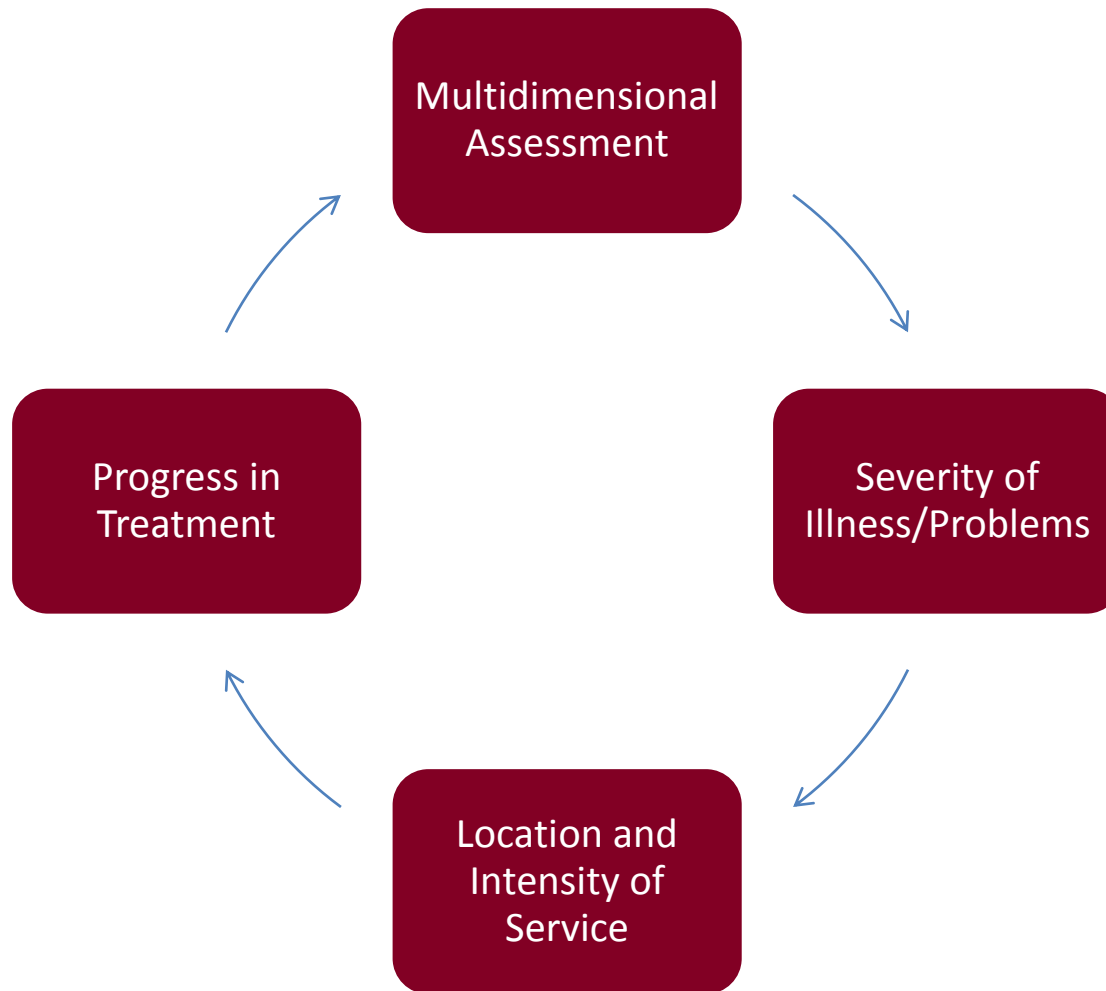 Multidimensional
Assessment
Severity of
Illness/Problems
Location and
Intensity of
Service
Progress in
Treatment